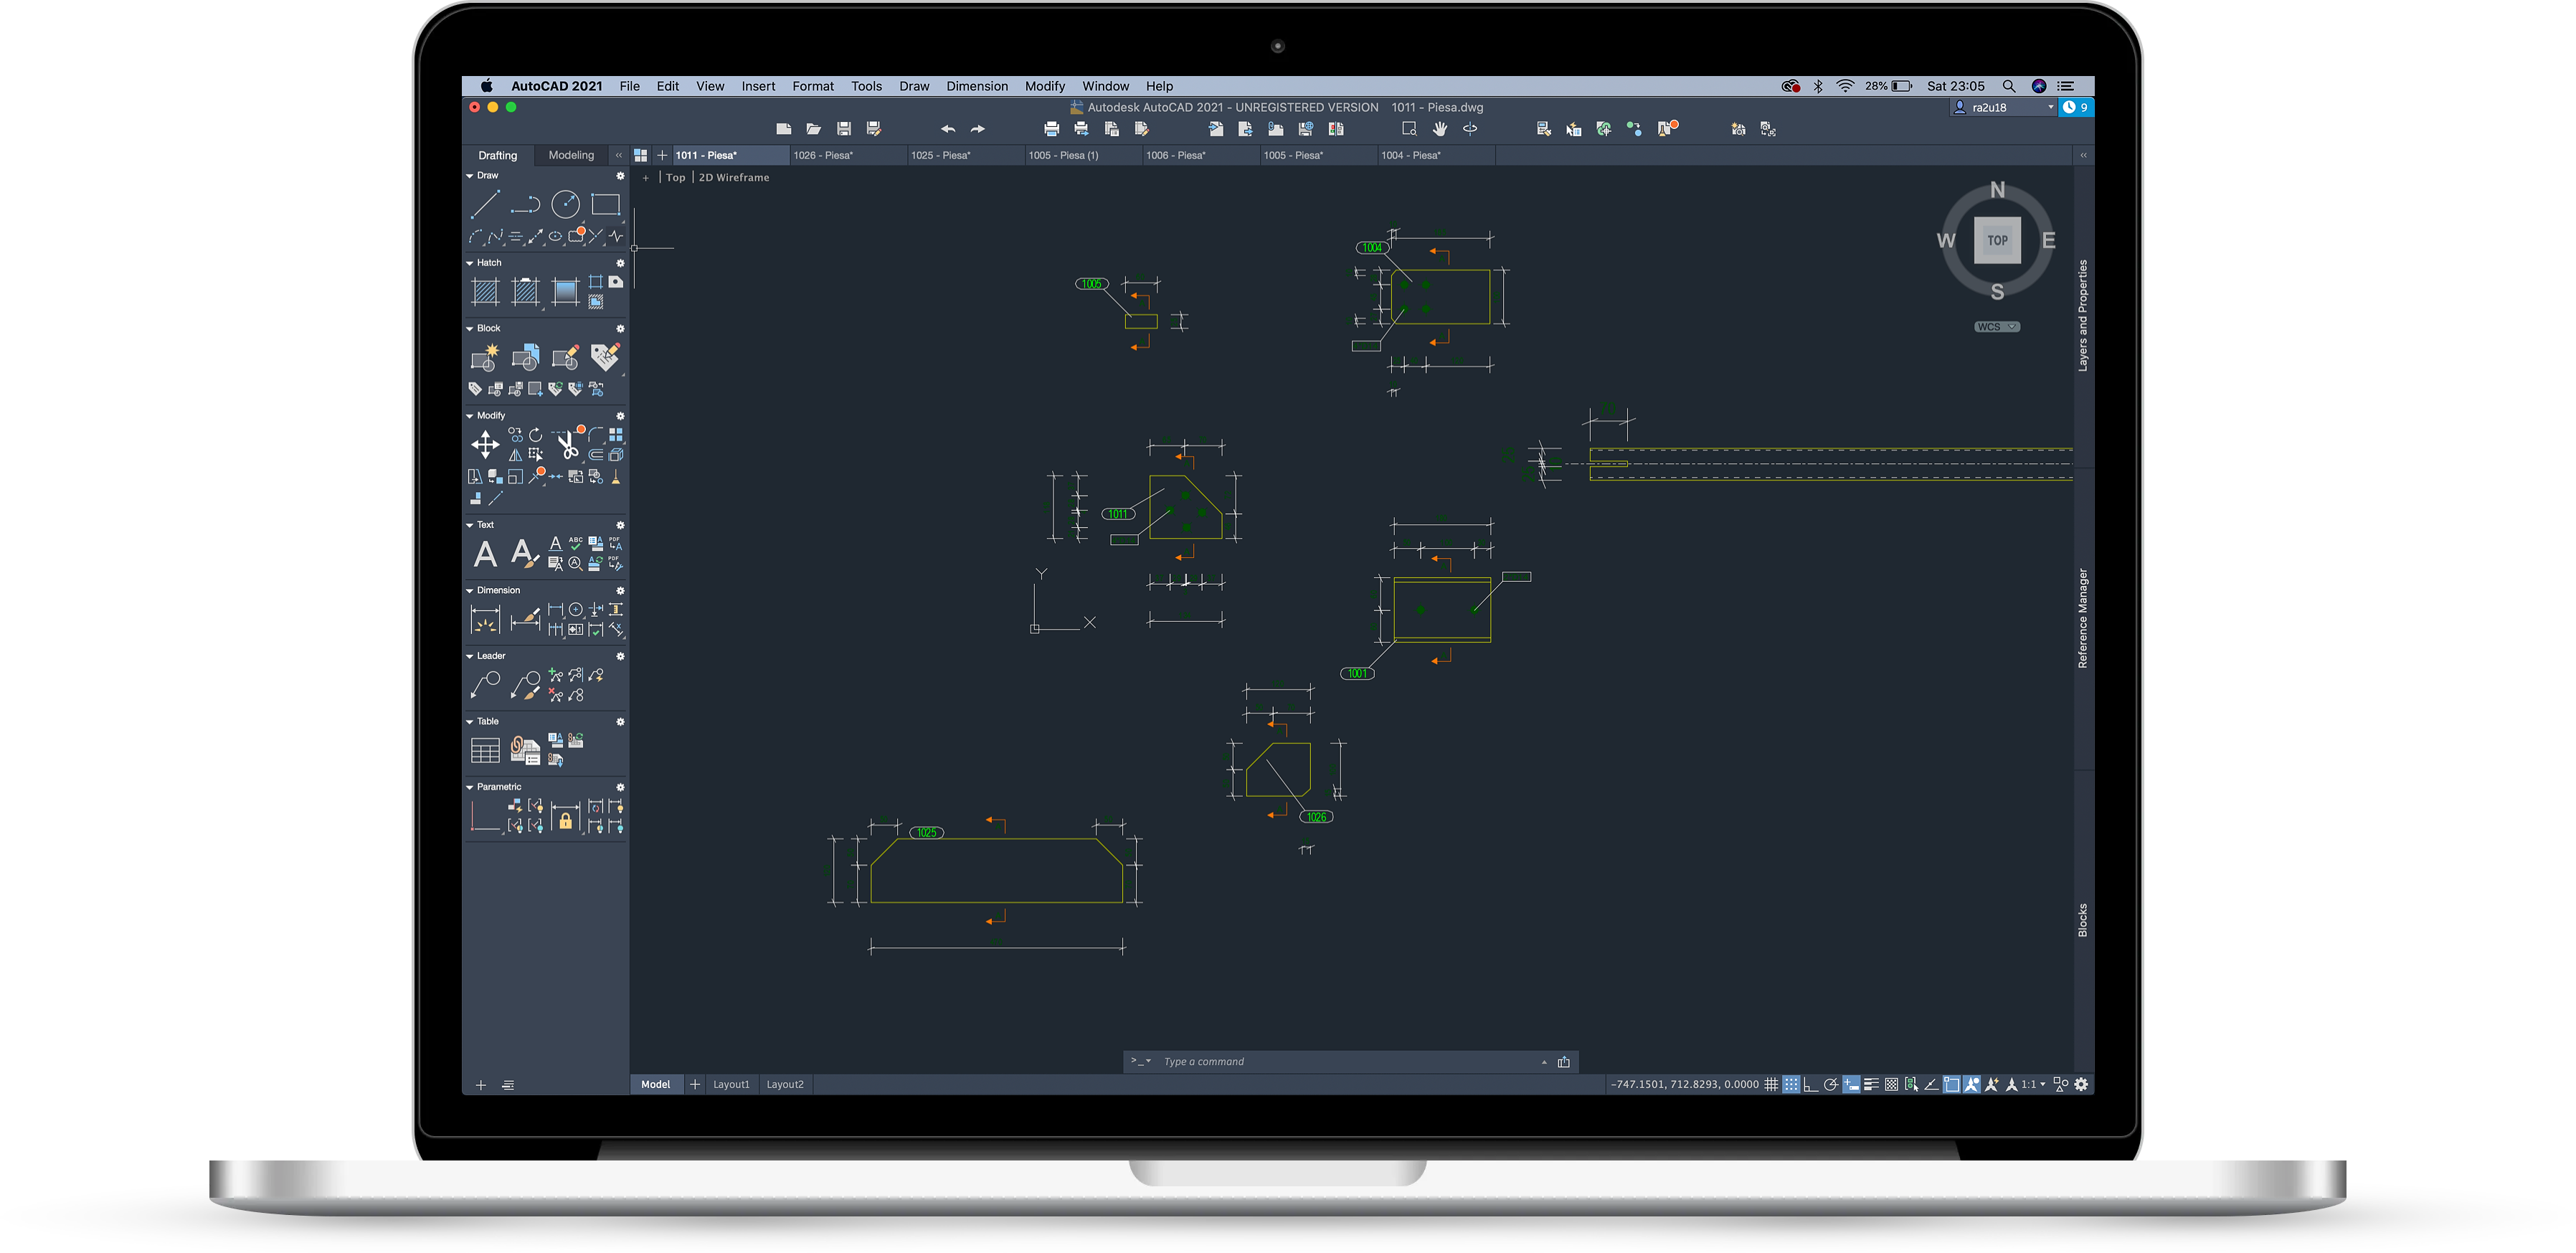 AutoCAD 2021 File Edit View Insert Format Tools Draw Dimension Modify Window Help 28% Sat 23:05
Autodesk AutoCAD 2021 - UNREGISTERED VERSION 1011 - Piesa.dwg ra2u18 9
Drafting Modeling 1011 - Piesa* 1026 - Piesa* 1025 - Piesa* 1005 - Piesa (1) 1006 - Piesa* 1005 - Piesa* 1004 - Piesa*
+ | Top | 2D Wireframe
Draw
Hatch
Block
Modify
Text
Dimension
Leader
Table
Parametric
N
W TOP E
S
WCS
Layers and Properties
Reference Manager
Blocks
1004
1005
1011
Y
X
1001
1026
1025
>_ Type a command
Model Layout1 Layout2 -747.1501, 712.8293, 0.0000 1:1